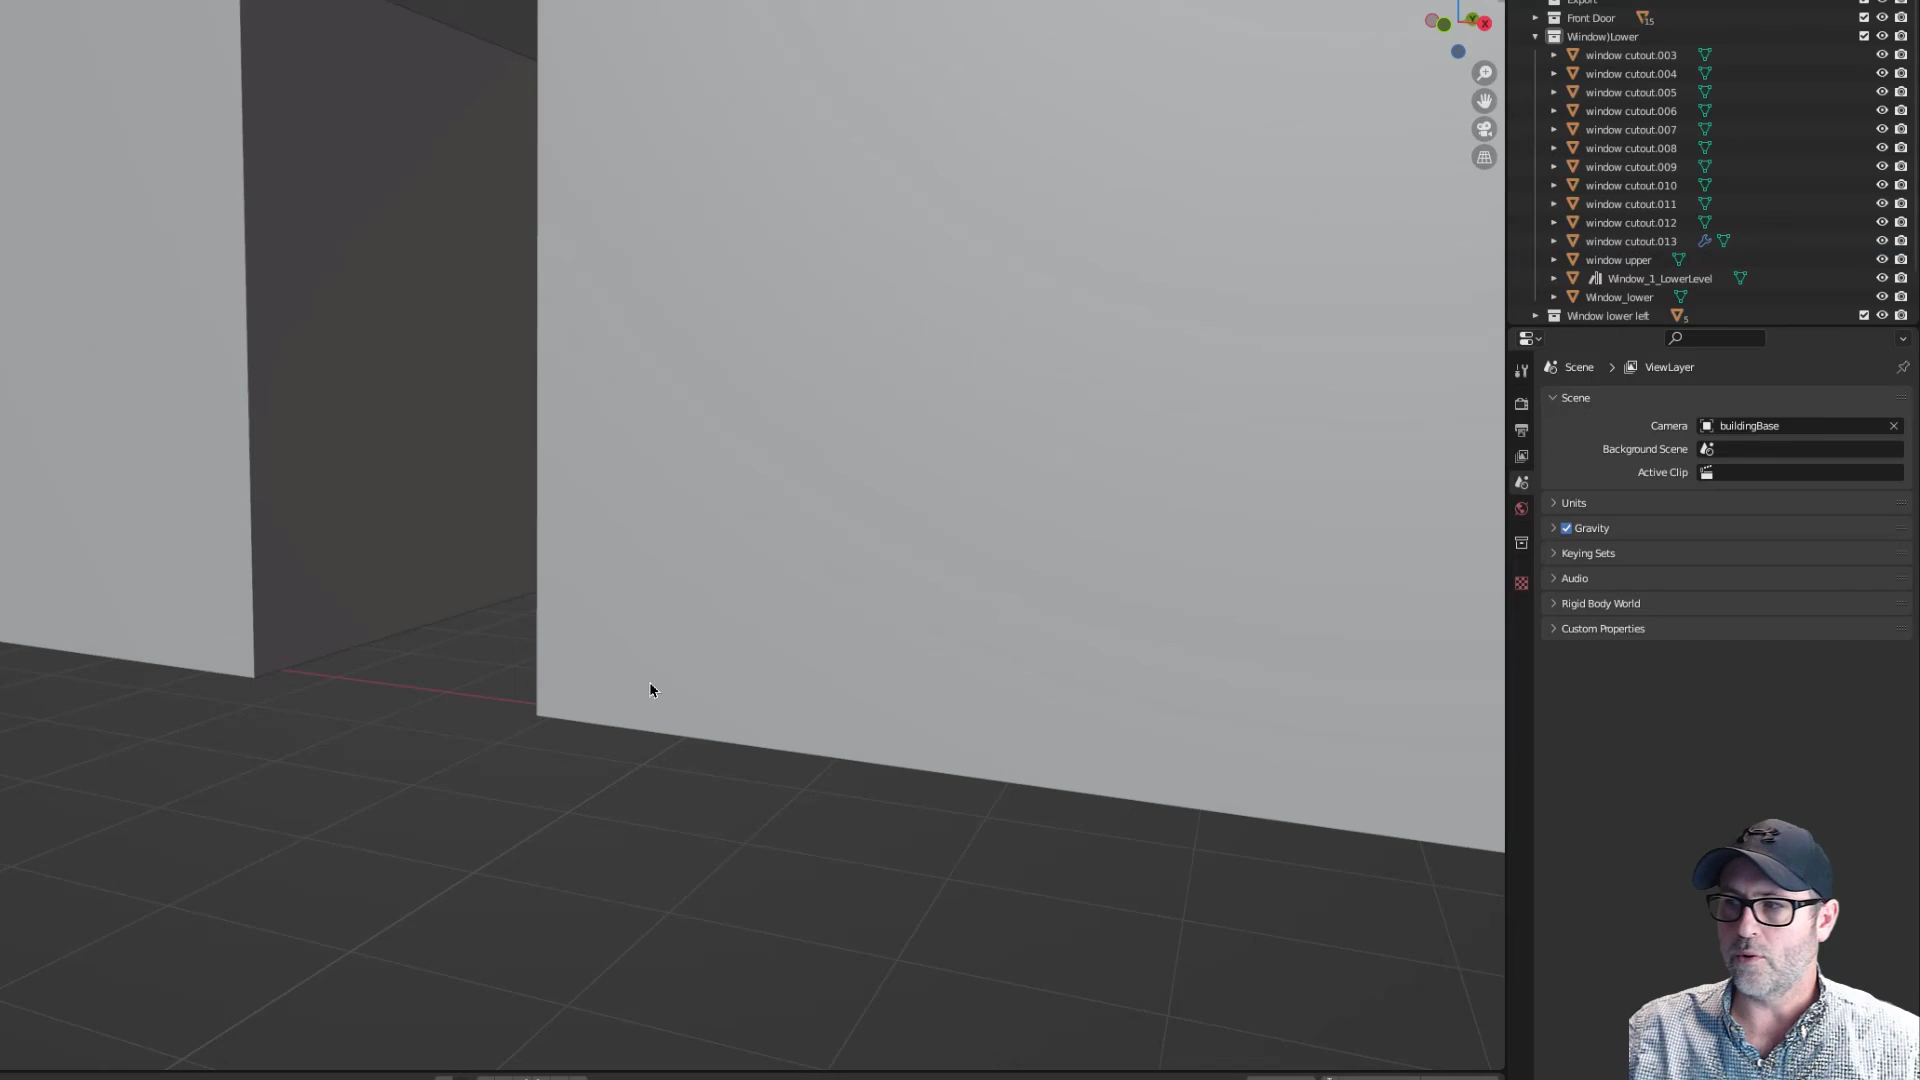 Export
Front Door 15
Window)Lower
window cutout.003
window cutout.004
window cutout.005
window cutout.006
window cutout.007
window cutout.008
window cutout.009
window cutout.010
window cutout.011
window cutout.012
window cutout.013
window upper
Window_1_LowerLevel
Window_lower
Window lower left 5
Y
X
Scene > ViewLayer
Scene
Camera buildingBase
Background Scene
Active Clip
Units
Gravity
Keying Sets
Audio
Rigid Body World
Custom Properties